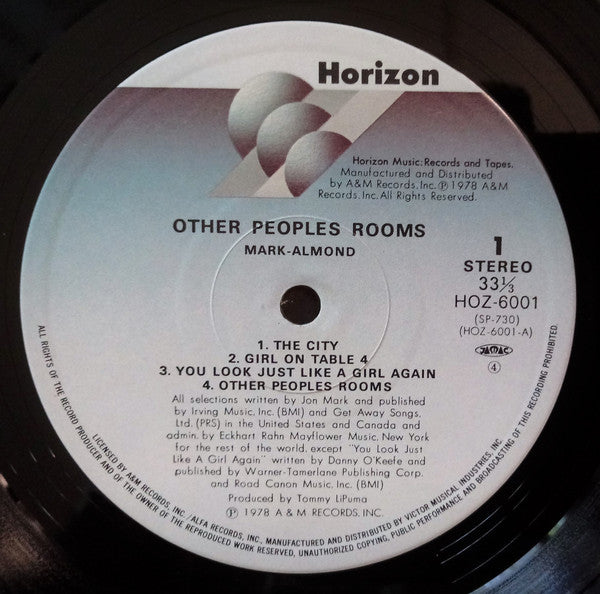 Horizon
Horizon Music: Records and Tapes.
Manufactured and Distributed
by A&M Records, Inc. ℗ 1978 A&M
Records, Inc. All Rights Reserved.
OTHER PEOPLES ROOMS
MARK-ALMOND
1
STEREO
33⅓
HOZ-6001
(SP-730)
(HOZ-6001-A)
JASRAC
④
1. THE CITY
2. GIRL ON TABLE 4
3. YOU LOOK JUST LIKE A GIRL AGAIN
4. OTHER PEOPLES ROOMS
All selections written by Jon Mark and published
by Irving Music, Inc. (BMI) and Get Away Songs,
Ltd. (PRS) in the United States and Canada and
admin. by Eckhart Rahn Mayflower Music, New York
for the rest of the world, except "You Look Just
Like A Girl Again" written by Danny O'Keefe and
published by Warner-Tamerlane Publishing Corp.
and Road Canon Music, Inc. (BMI)
Produced by Tommy LiPuma
℗ 1978 A & M RECORDS, INC.
ALL RIGHTS OF THE RECORD PRODUCER AND OF THE OWNER OF THE REPRODUCED WORK RESERVED, UNAUTHORIZED COPYING, PUBLIC PERFORMANCE AND BROADCASTING OF THIS RECORDING PROHIBITED.
LICENSED BY A&M RECORDS, INC./ALFA RECORDS, INC., MANUFACTURED AND DISTRIBUTED BY VICTOR MUSICAL INDUSTRIES, INC.